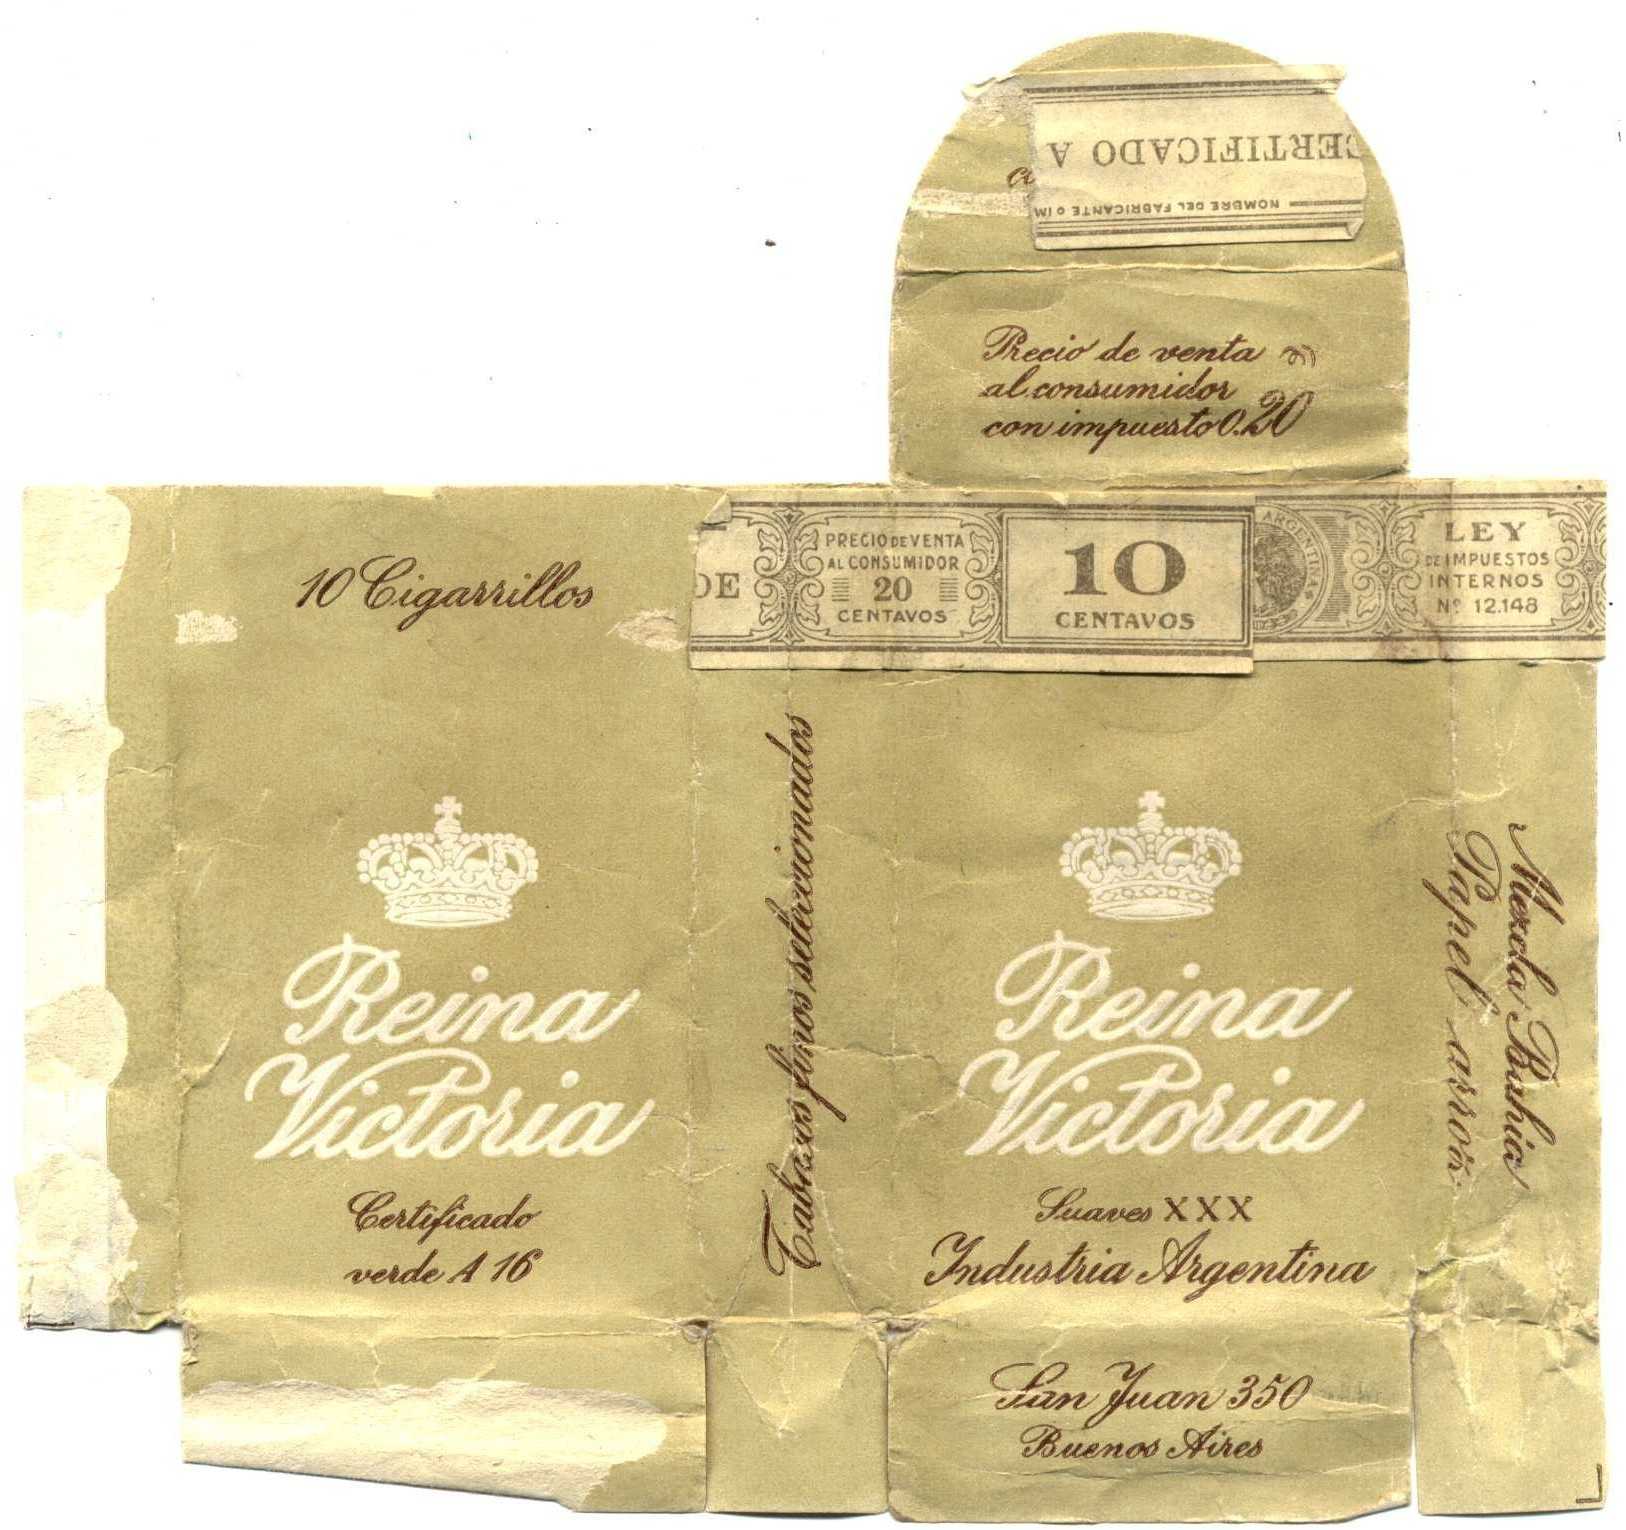 CERTIFICADO A
NOMBRE DEL FABRICANTE O IM
Precio de venta
al consumidor
con impuesto 0.20
10 Cigarrillos
DE
PRECIO DE VENTA
AL CONSUMIDOR
20
CENTAVOS
10
CENTAVOS
ARGENTINA
LEY
DE IMPUESTOS
INTERNOS
Nº 12.148
Reina
Victoria
Certificado
verde A 16
Tabacos finos seleccionados
Reina
Victoria
Suaves XXX
Industria Argentina
Mezcla Bahia
Papel arroz
San Juan 350
Buenos Aires